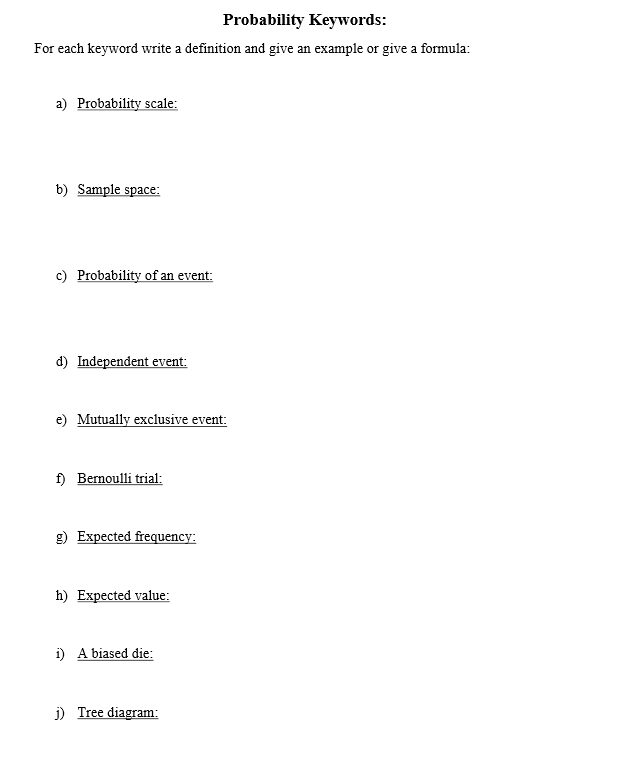 Probability Keywords:
For each keyword write a definition and give an example or give a formula:
a) Probability scale:
b) Sample space:
c) Probability of an event:
d) Independent event:
e) Mutually exclusive event:
f) Bernoulli trial:
g) Expected frequency:
h) Expected value:
i) A biased die:
j) Tree diagram: